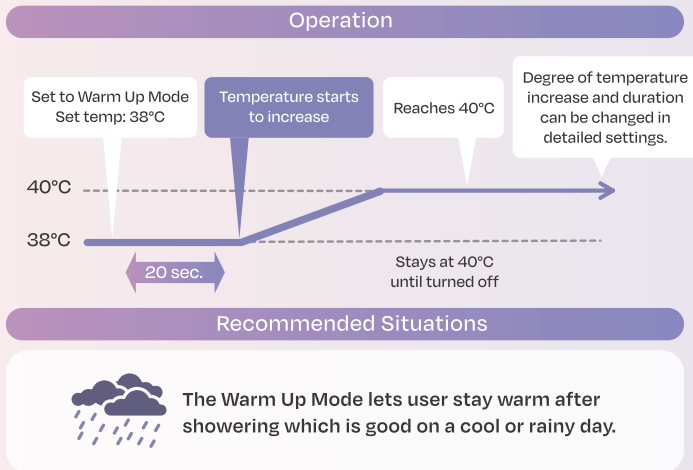 Operation
Set to Warm Up Mode
Set temp: 38°C
Temperature starts
to increase
Reaches 40°C
Degree of temperature
increase and duration
can be changed in
detailed settings.
40°C
38°C
20 sec.
Stays at 40°C
until turned off
Recommended Situations
The Warm Up Mode lets user stay warm after
showering which is good on a cool or rainy day.